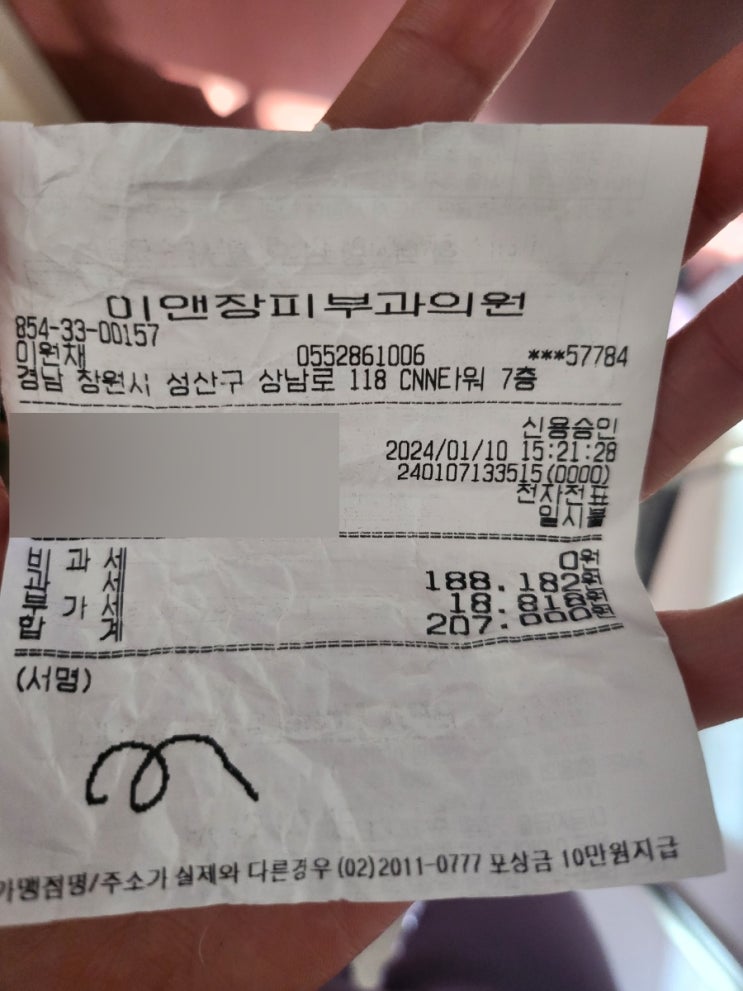 이앤장피부과의원
854-33-00157
이원재 0552861006 ***57784
경남 창원시 성산구 상남로 118 CNN타워 7층
신용승인
2024/01/10 15:21:28
240107133515(0000)
전자전표
일시불
비 과 세 0원
과 세 188.182원
부 가 세 18.818원
합 계 207.000원
(서명)
가맹점명/주소가 실제와 다른경우 (02)2011-0777 포상금 10만원지급